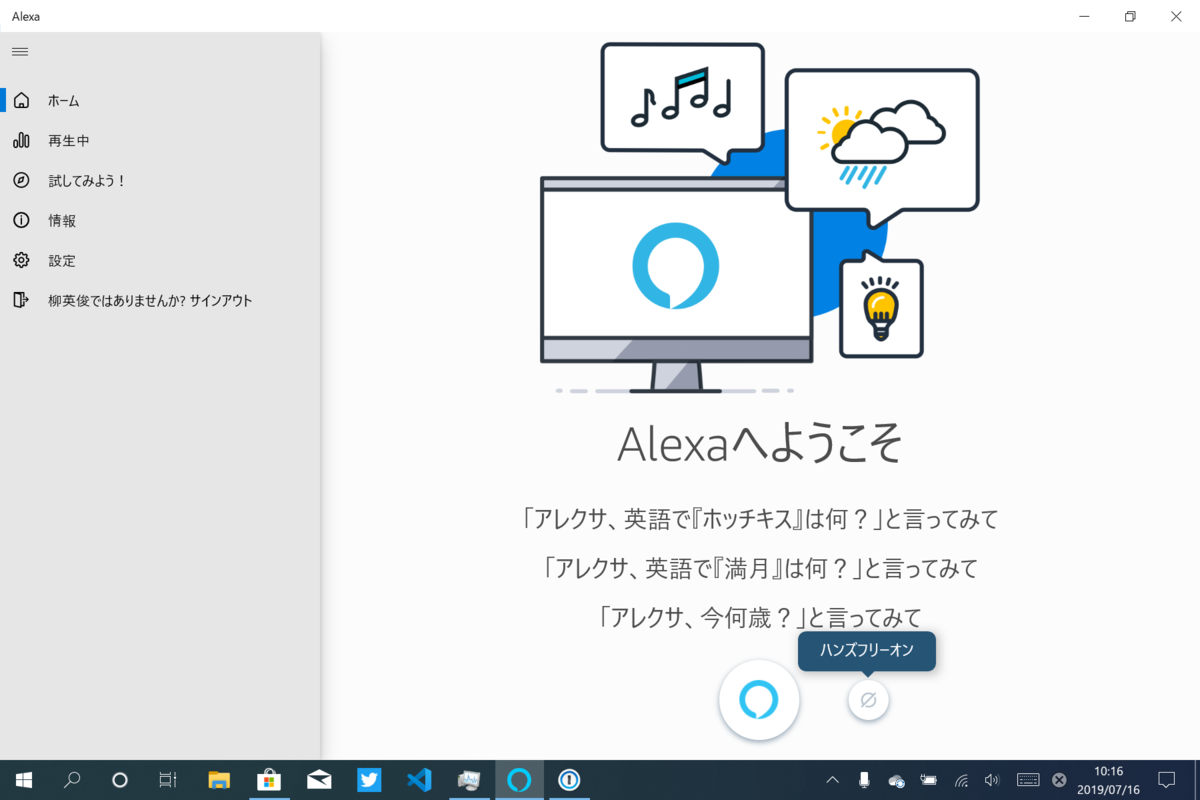 Alexa
ホーム
再生中
試してみよう！
情報
設定
柳英俊ではありませんか? サインアウト
Alexaへようこそ
「アレクサ、英語で『ホッチキス』は何？」と言ってみて
「アレクサ、英語で『満月』は何？」と言ってみて
「アレクサ、今何歳？」と言ってみて
ハンズフリーオン
10:16
2019/07/16